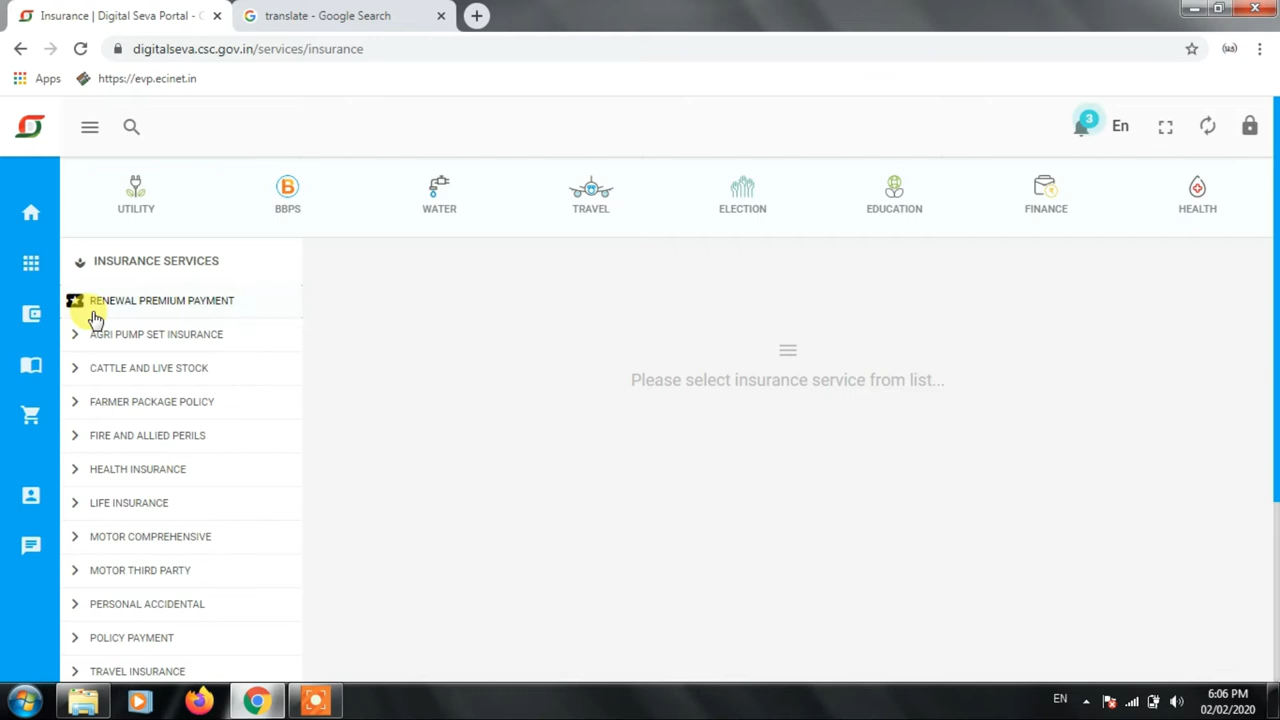 Insurance | Digital Seva Portal - C
translate - Google Search
digitalseva.csc.gov.in/services/insurance
Apps
https://evp.ecinet.in
3
En
UTILITY
BBPS
WATER
TRAVEL
ELECTION
EDUCATION
FINANCE
HEALTH
INSURANCE SERVICES
RENEWAL PREMIUM PAYMENT
AGRI PUMP SET INSURANCE
CATTLE AND LIVE STOCK
FARMER PACKAGE POLICY
FIRE AND ALLIED PERILS
HEALTH INSURANCE
LIFE INSURANCE
MOTOR COMPREHENSIVE
MOTOR THIRD PARTY
PERSONAL ACCIDENTAL
POLICY PAYMENT
TRAVEL INSURANCE
Please select insurance service from list...
EN
6:06 PM
02/02/2020